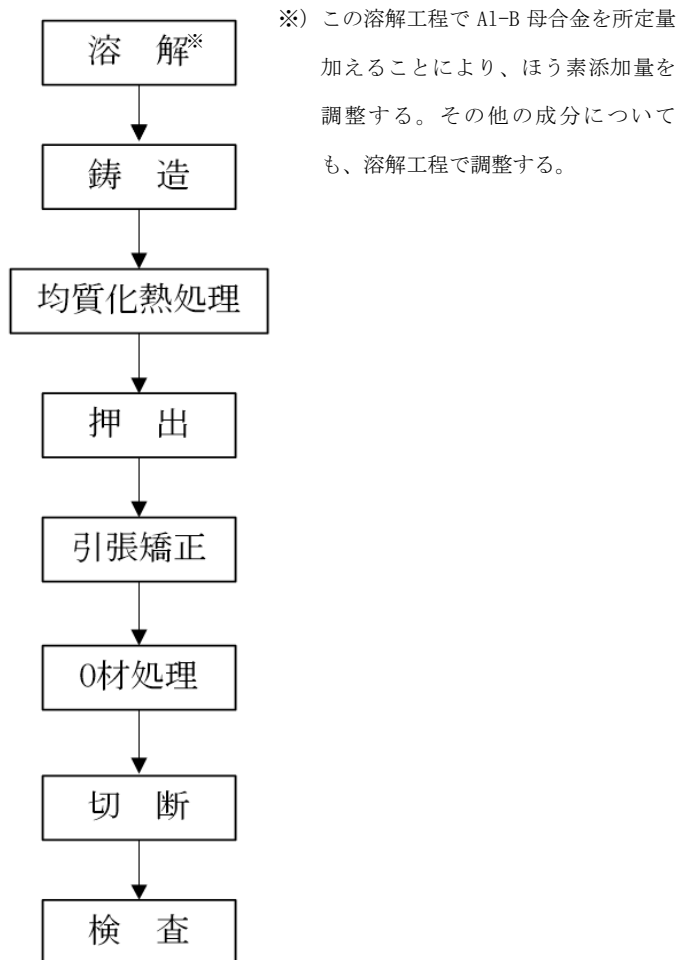 溶　解※
※）この溶解工程で Al-B 母合金を所定量
加えることにより、ほう素添加量を
調整する。その他の成分について
も、溶解工程で調整する。
鋳　造
均質化熱処理
押　出
引張矯正
O材処理
切　断
検　査